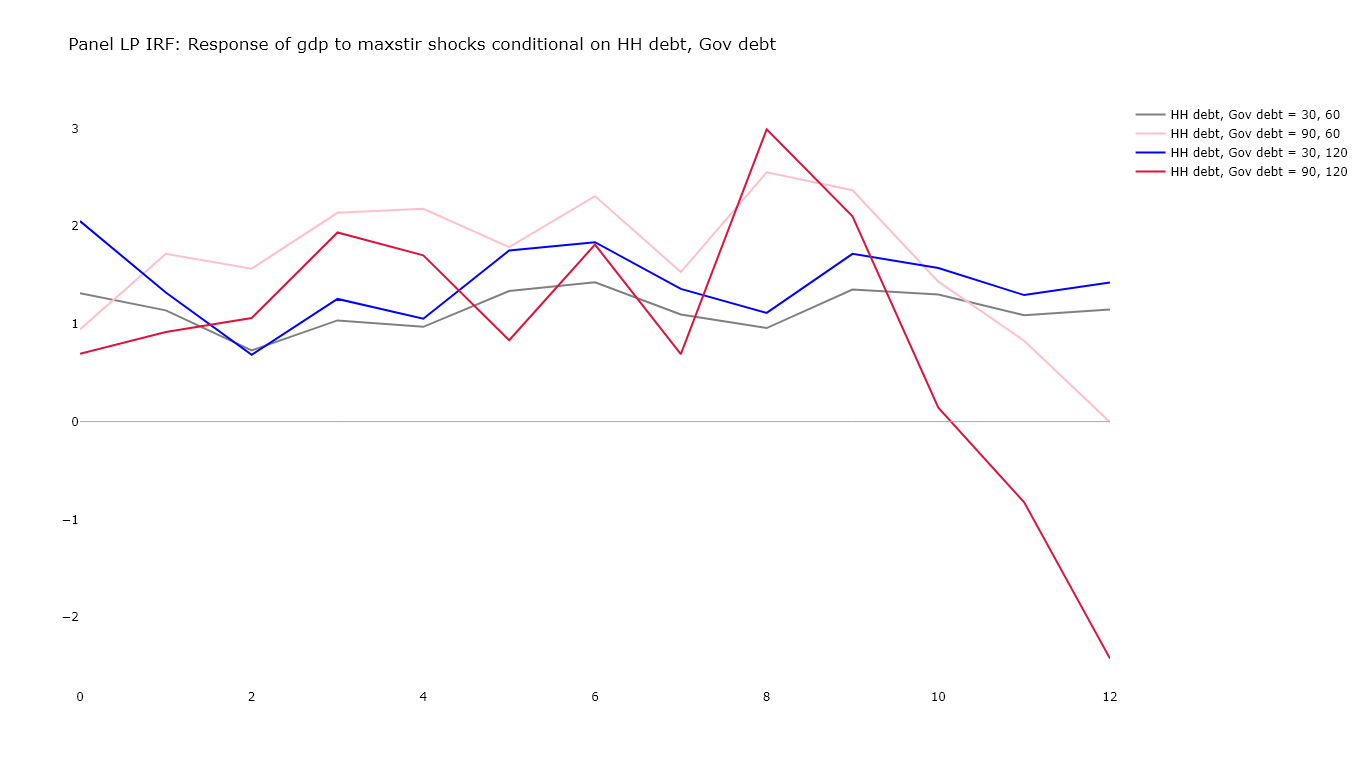 Panel LP IRF: Response of gdp to maxstir shocks conditional on HH debt, Gov debt
HH debt, Gov debt = 30, 60
HH debt, Gov debt = 90, 60
HH debt, Gov debt = 30, 120
HH debt, Gov debt = 90, 120
3
2
1
0
−1
−2
0 2 4 6 8 10 12